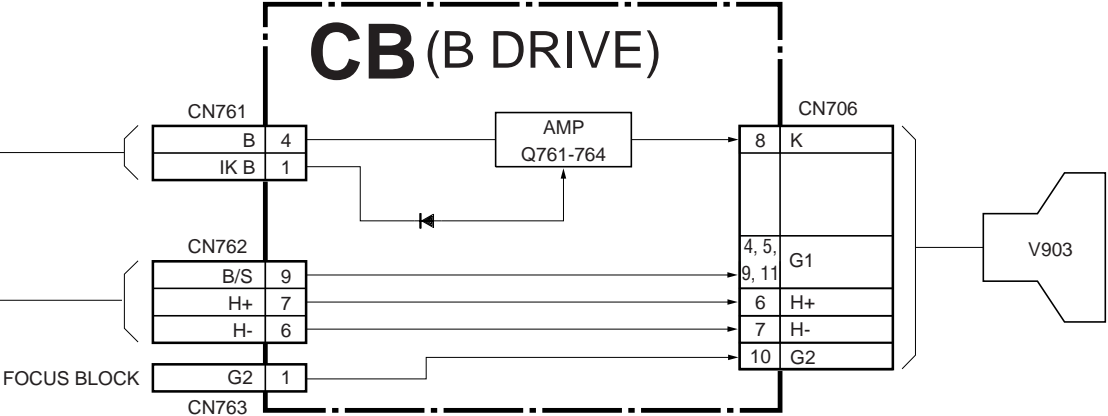 CB (B DRIVE)
CN761
B 4
IK B 1
AMP
Q761-764
CN706
8 K
4, 5,
9, 11 G1
6 H+
7 H-
10 G2
CN762
B/S 9
H+ 7
H- 6
FOCUS BLOCK G2 1
CN763
V903